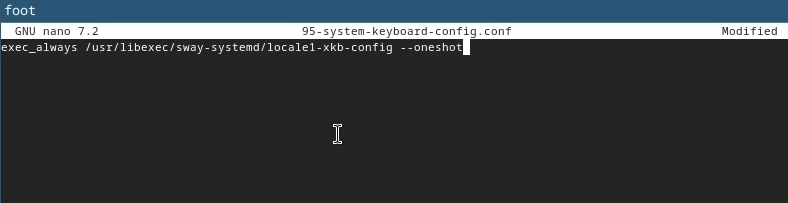 foot
GNU nano 7.2 95-system-keyboard-config.conf Modified
exec_always /usr/libexec/sway-systemd/locale1-xkb-config --oneshot